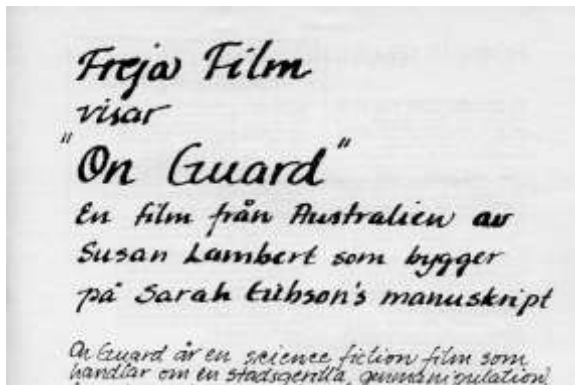 Freja Film
visar
"On Guard"
En film från Australien av
Susan Lambert som bygger
på Sarah Gibson's manuskript
On Guard är en science fiction film som
handlar om en stadsgerilla, genmanipulation